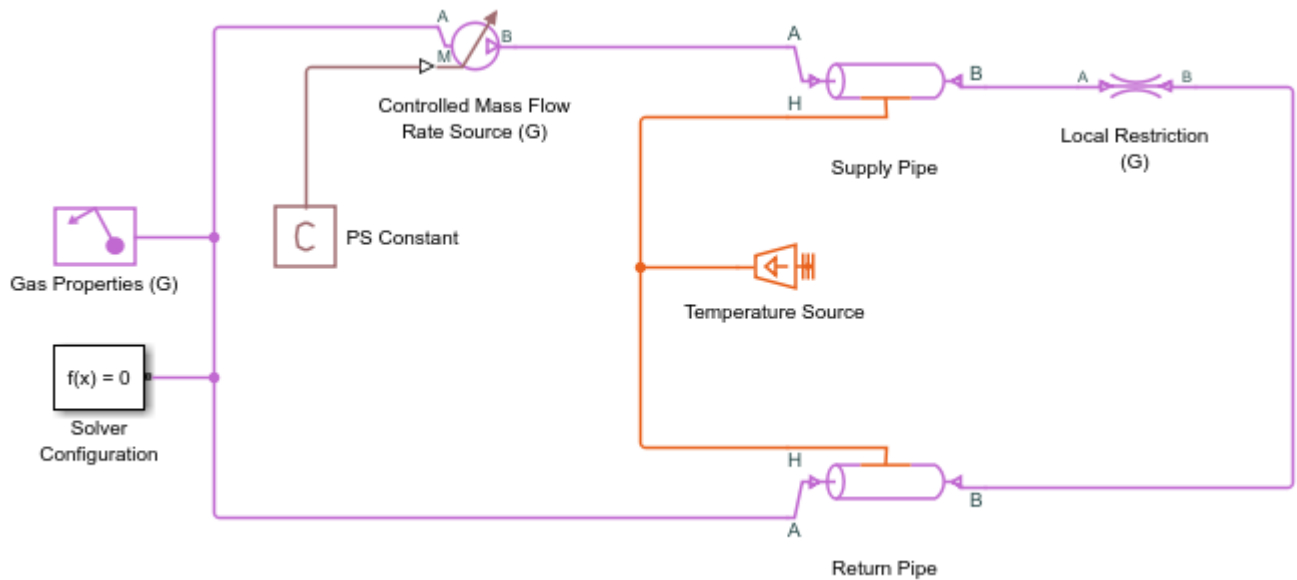 A
B
M
Controlled Mass Flow
Rate Source (G)
A
B
H
Supply Pipe
A
B
Local Restriction
(G)
C
PS Constant
Gas Properties (G)
Temperature Source
f(x) = 0
Solver
Configuration
H
A
B
Return Pipe